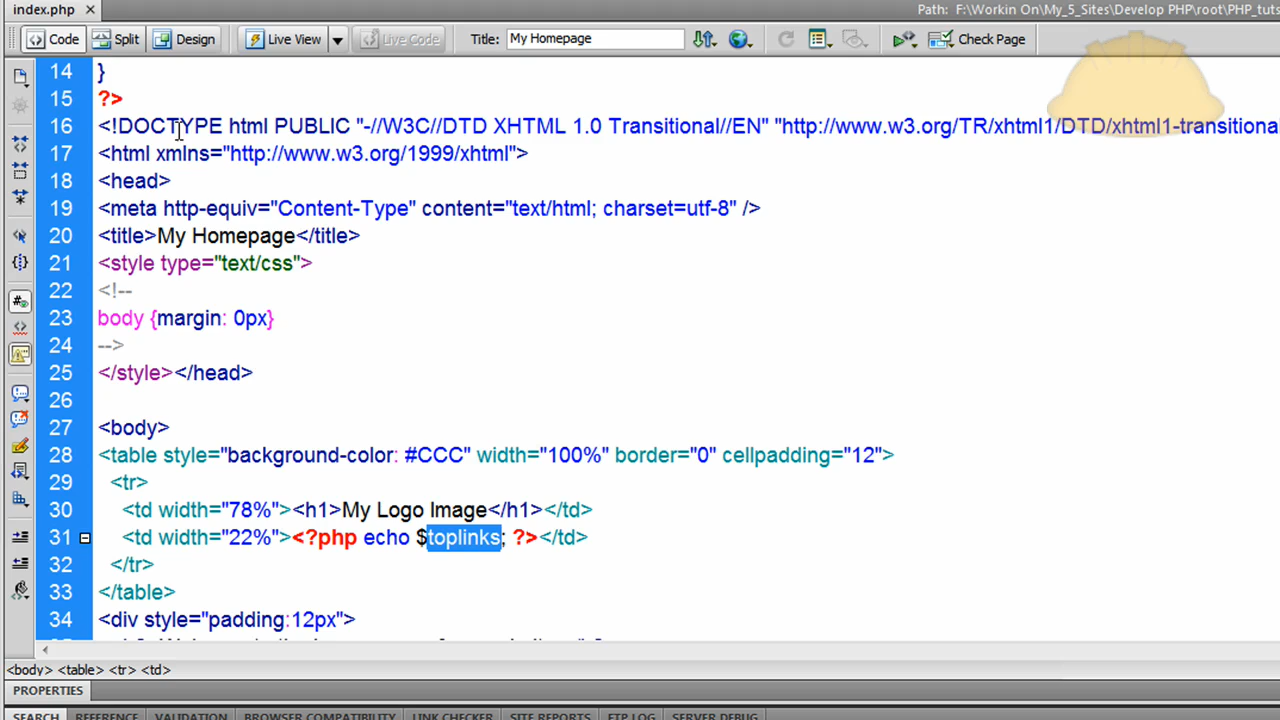 index.php ×
Path: F:\Workin On\My_5_Sites\Develop PHP\root\PHP_tuts
Code Split Design Live View Live Code Title: My Homepage Check Page
14 }
15 ?>
16 <!DOCTYPE html PUBLIC "-//W3C//DTD XHTML 1.0 Transitional//EN" "http://www.w3.org/TR/xhtml1/DTD/xhtml1-transitional
17 <html xmlns="http://www.w3.org/1999/xhtml">
18 <head>
19 <meta http-equiv="Content-Type" content="text/html; charset=utf-8" />
20 <title>My Homepage</title>
21 <style type="text/css">
22 <!--
23 body {margin: 0px}
24 -->
25 </style></head>
26
27 <body>
28 <table style="background-color: #CCC" width="100%" border="0" cellpadding="12">
29 <tr>
30 <td width="78%"><h1>My Logo Image</h1></td>
31 <td width="22%"><?php echo $toplinks; ?></td>
32 </tr>
33 </table>
34 <div style="padding:12px">
<body> <table> <tr> <td>
PROPERTIES
SEARCH REFERENCE VALIDATION BROWSER COMPATIBILITY LINK CHECKER SITE REPORTS FTP LOG SERVER DEBUG